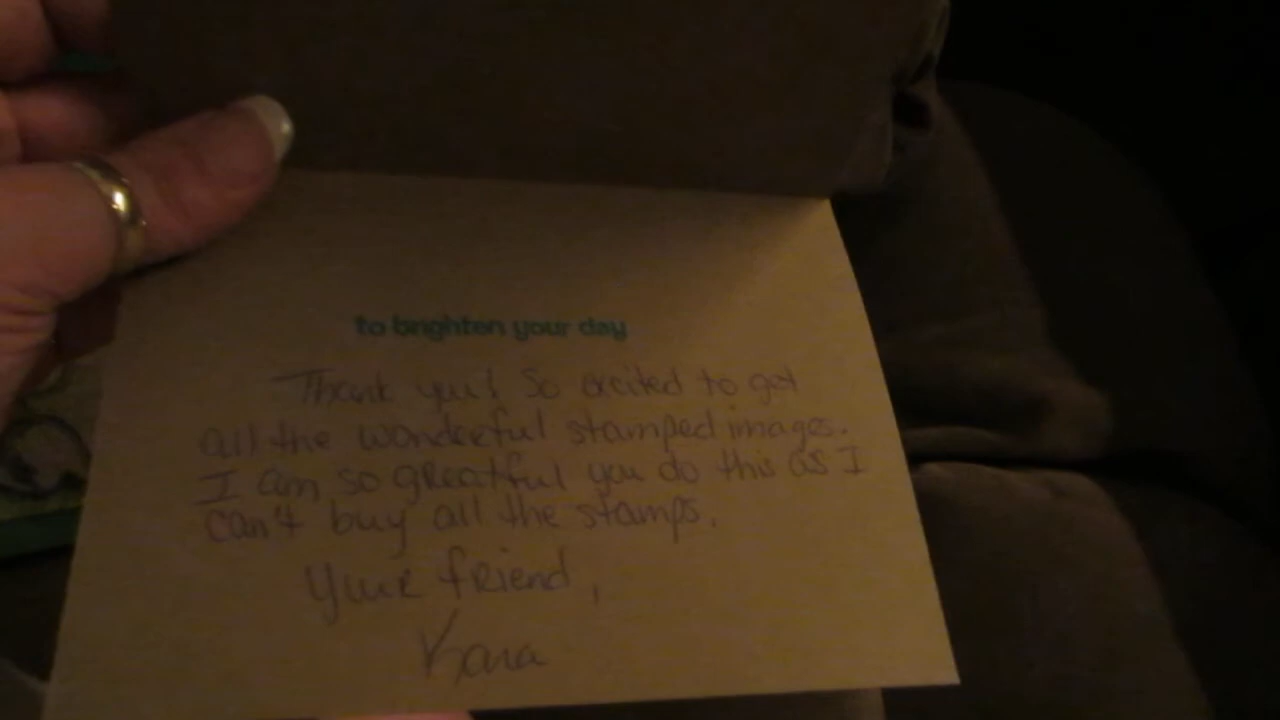 to brighten your day
Thank you! So excited to get
all the wonderful stamped images.
I am so greatful you do this as I
can't buy all the stamps.
Your friend,
Kara